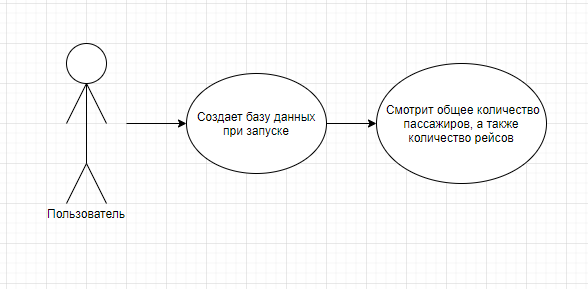 Создает базу данных
при запуске
Смотрит общее количество
пассажиров, а также
количество рейсов
Пользователь